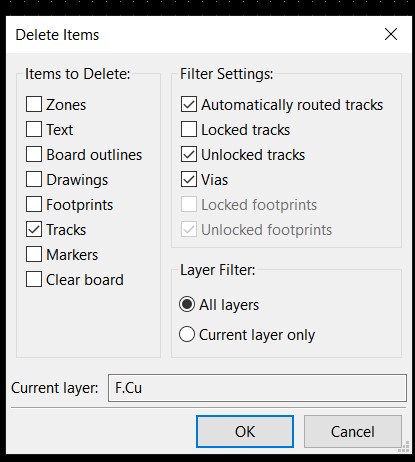 Delete Items
Items to Delete:
Zones
Text
Board outlines
Drawings
Footprints
Tracks
Markers
Clear board
Filter Settings:
Automatically routed tracks
Locked tracks
Unlocked tracks
Vias
Locked footprints
Unlocked footprints
Layer Filter:
All layers
Current layer only
Current layer: F.Cu
OK Cancel